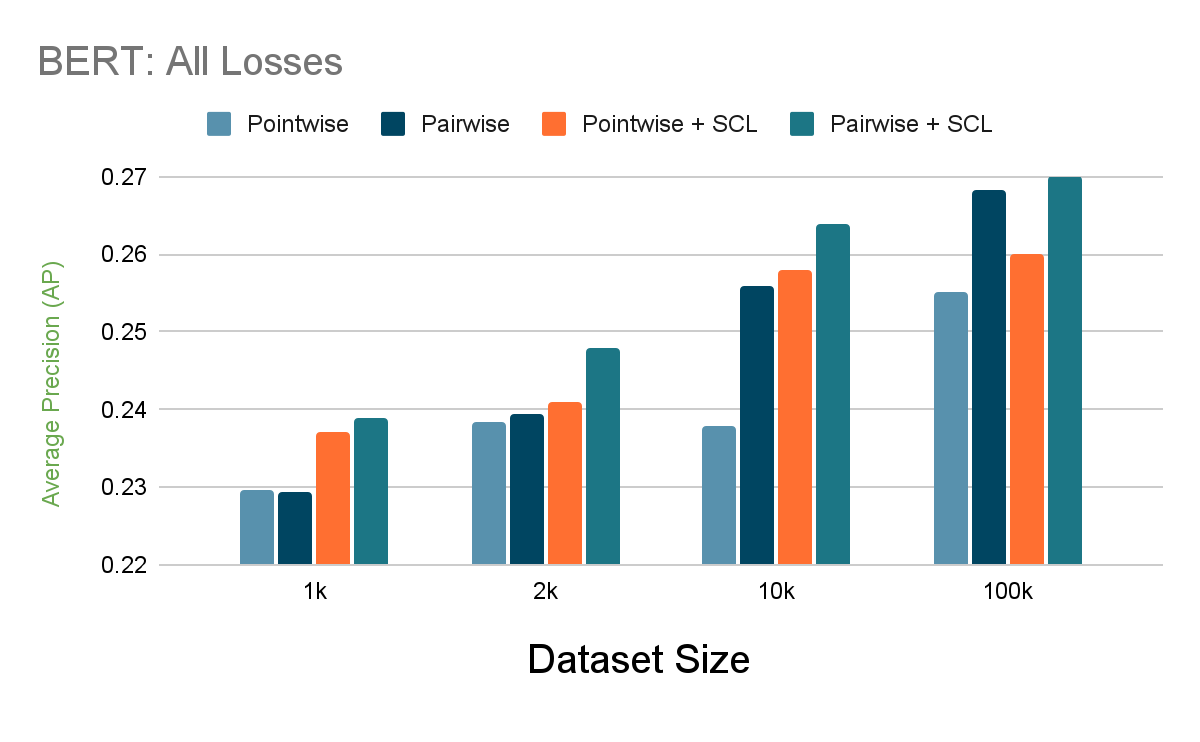 BERT: All Losses
Pointwise Pairwise Pointwise + SCL Pairwise + SCL
0.27
0.26
0.25
0.24
0.23
0.22
Average Precision (AP)
1k 2k 10k 100k
Dataset Size